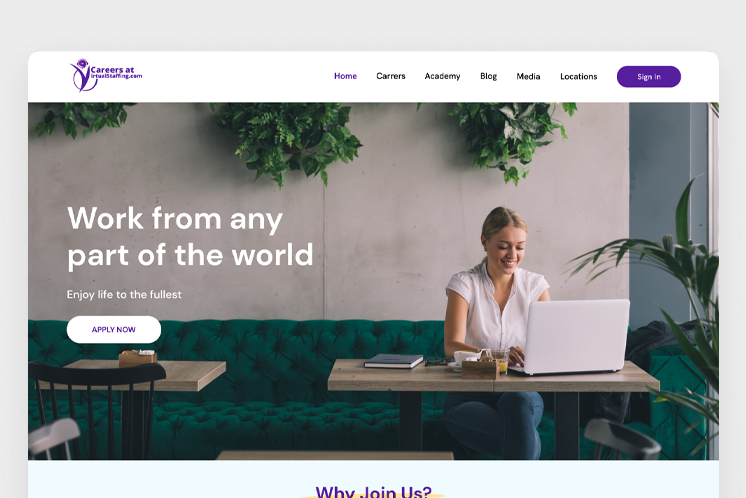 Careers at
VirtualStaffing.com
Home
Carrers
Academy
Blog
Media
Locations
Sign In
Work from any
part of the world
Enjoy life to the fullest
APPLY NOW
Why Join Us?